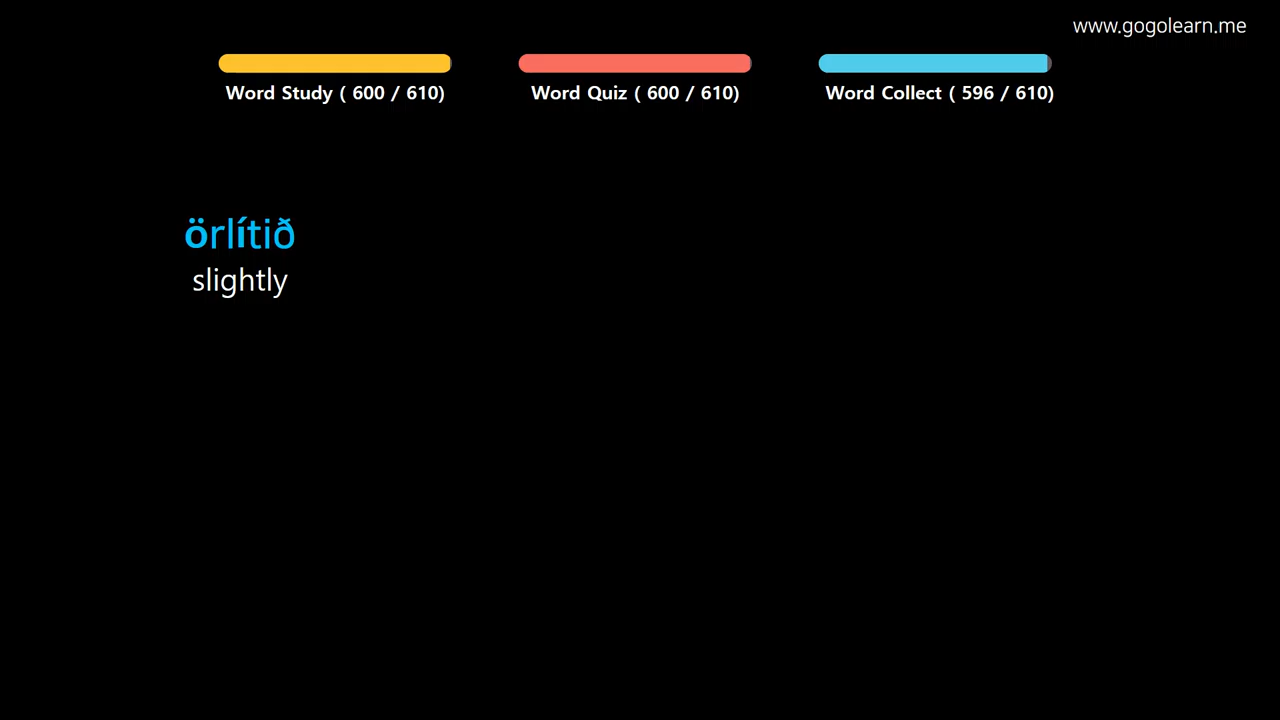 www.gogolearn.me
Word Study ( 600 / 610)
Word Quiz ( 600 / 610)
Word Collect ( 596 / 610)
örlítið
slightly